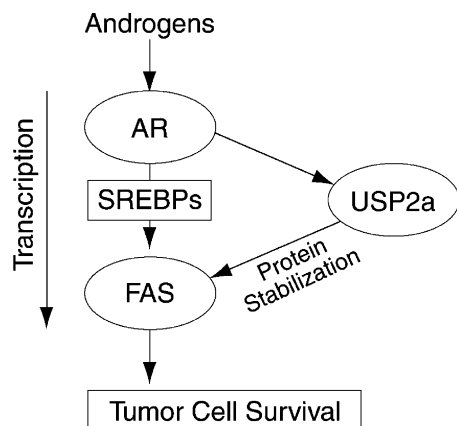 Androgens
AR
Transcription
SREBPs
USP2a
Protein
Stabilization
FAS
Tumor Cell Survival